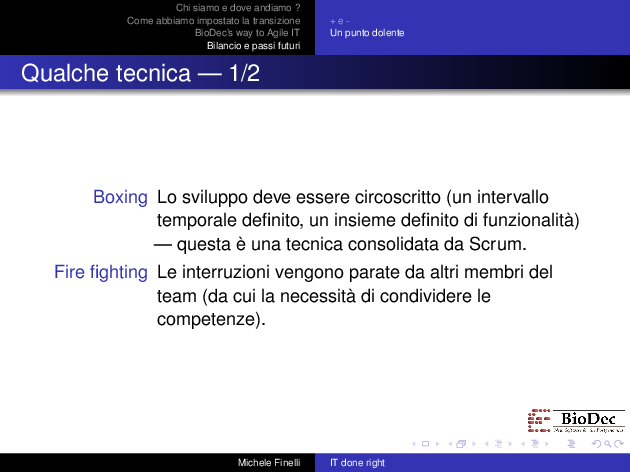 Chi siamo e dove andiamo ?
Come abbiamo impostato la transizione
BioDec's way to Agile IT
Bilancio e passi futuri
+ e -
Un punto dolente
Qualche tecnica — 1/2
Boxing Lo sviluppo deve essere circoscritto (un intervallo
temporale definito, un insieme definito di funzionalità)
— questa è una tecnica consolidata da Scrum.
Fire fighting Le interruzioni vengono parate da altri membri del
team (da cui la necessità di condividere le
competenze).
BioDec
Michele Finelli
IT done right